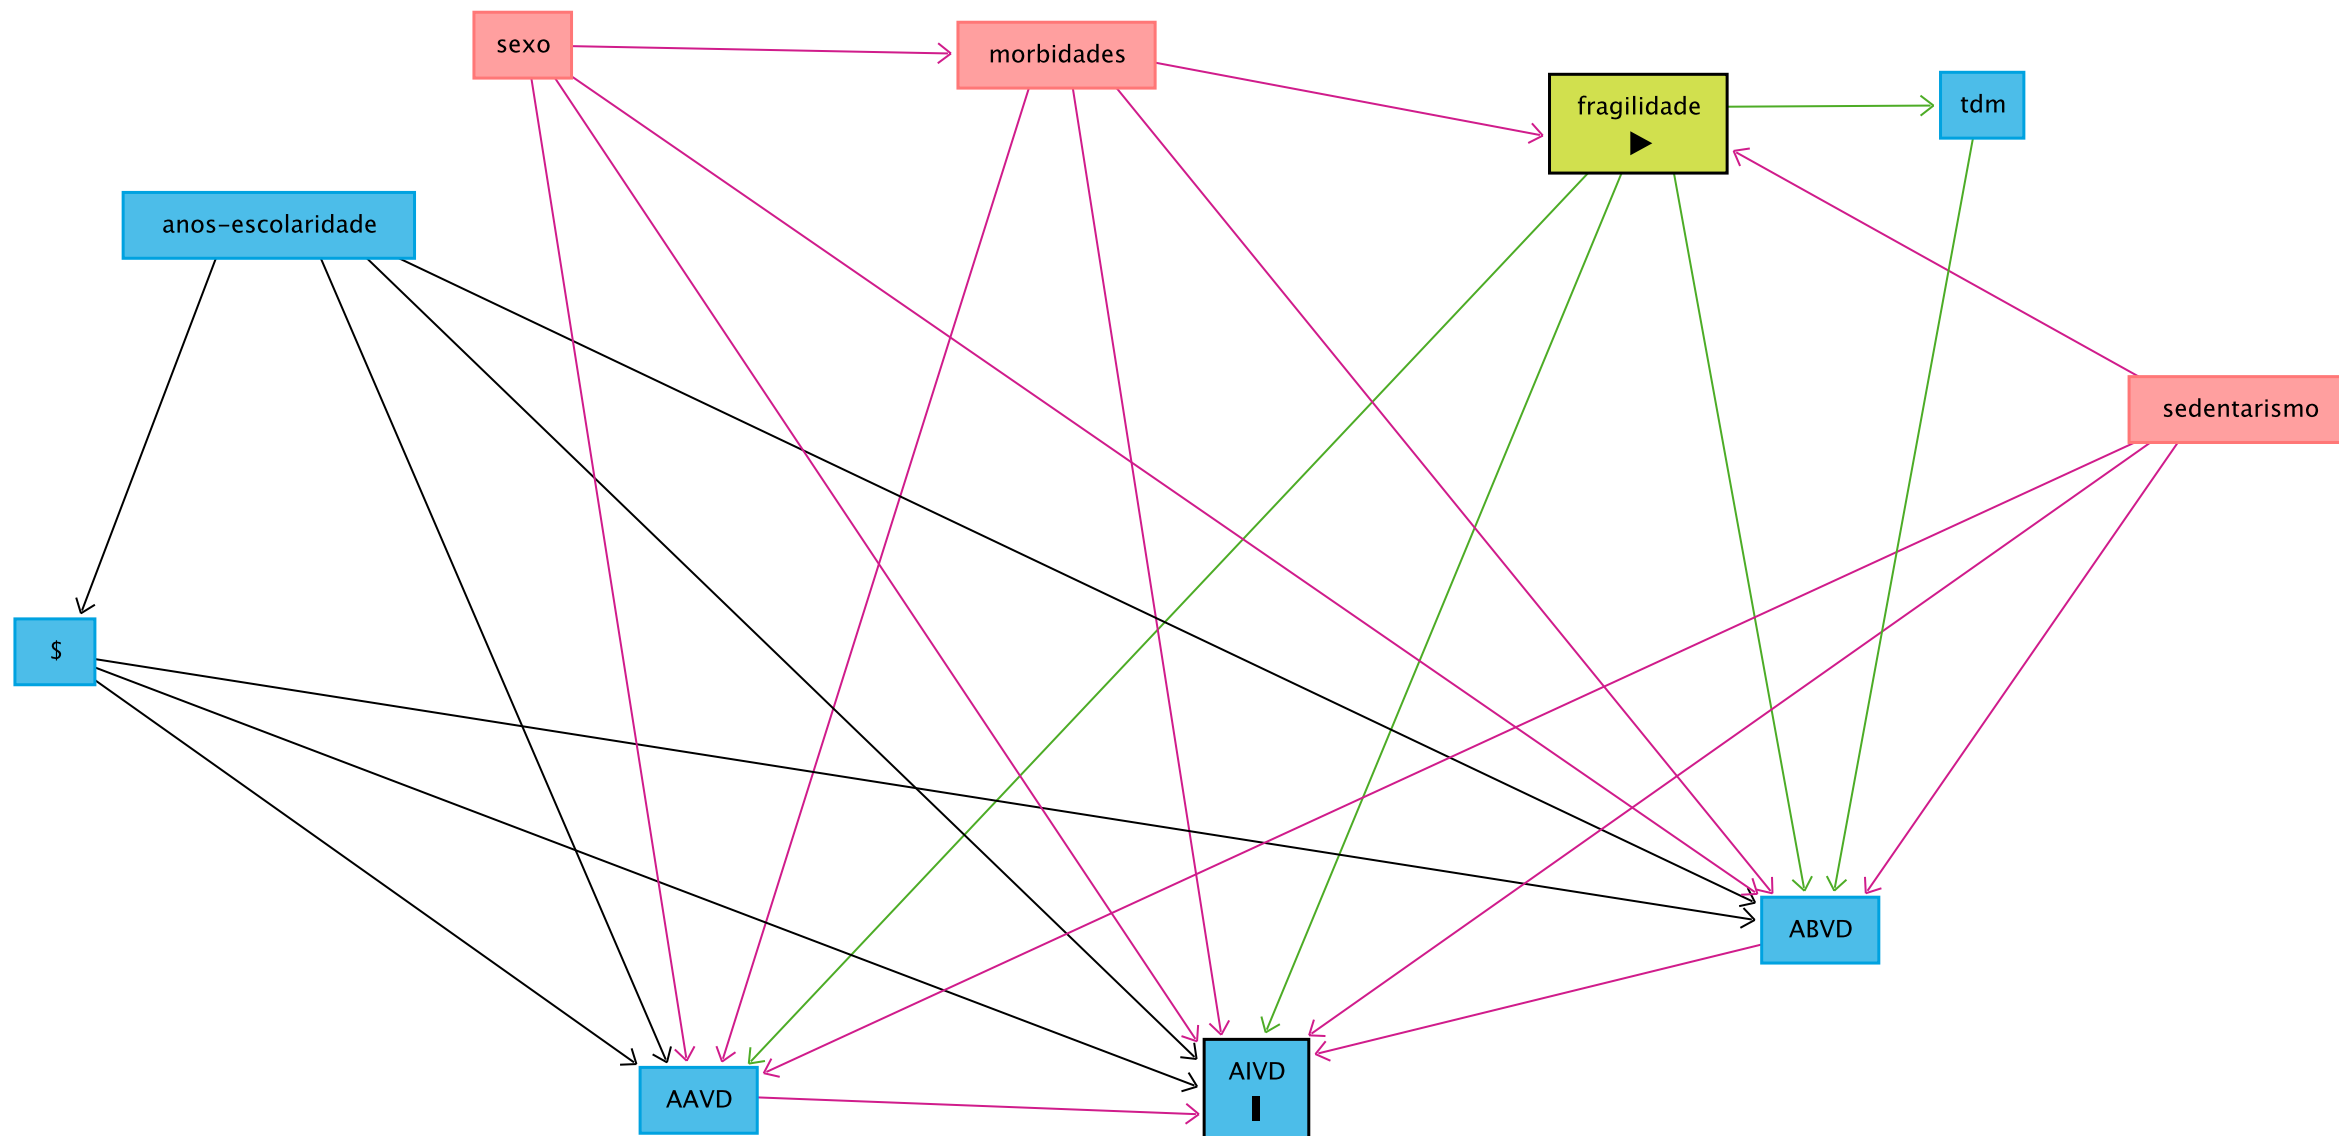 sexo
morbidades
fragilidade
tdm
anos-escolaridade
sedentarismo
$
ABVD
AIVD
AAVD